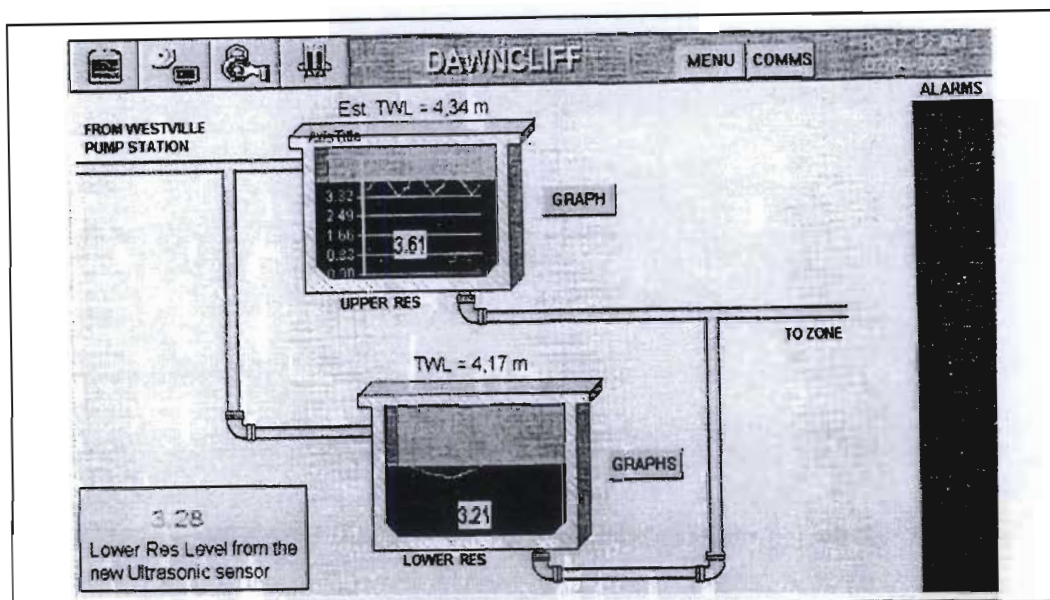 DAWNCLIFF
MENU COMMS
ALARMS
Est. TWL = 4,34 m
FROM WESTVILLE
PUMP STATION
AxisTitle
3.32
2.49
1.66
0.83
0.00
3.61
GRAPH
UPPER RES
TO ZONE
TWL = 4,17 m
GRAPHS
3.21
LOWER RES
3.28
Lower Res Level from the
new Ultrasonic sensor